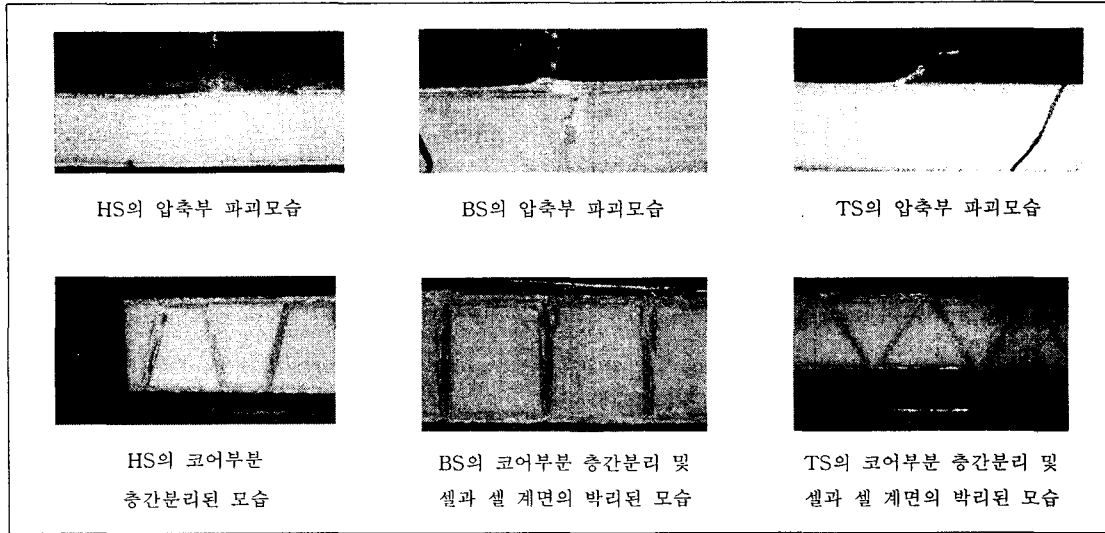 HS의 압축부 파괴모습
BS의 압축부 파괴모습
TS의 압축부 파괴모습
HS의 코어부분
층간분리된 모습
BS의 코어부분 층간분리 및
셀과 셀 계면의 박리된 모습
TS의 코어부분 층간분리 및
셀과 셀 계면의 박리된 모습